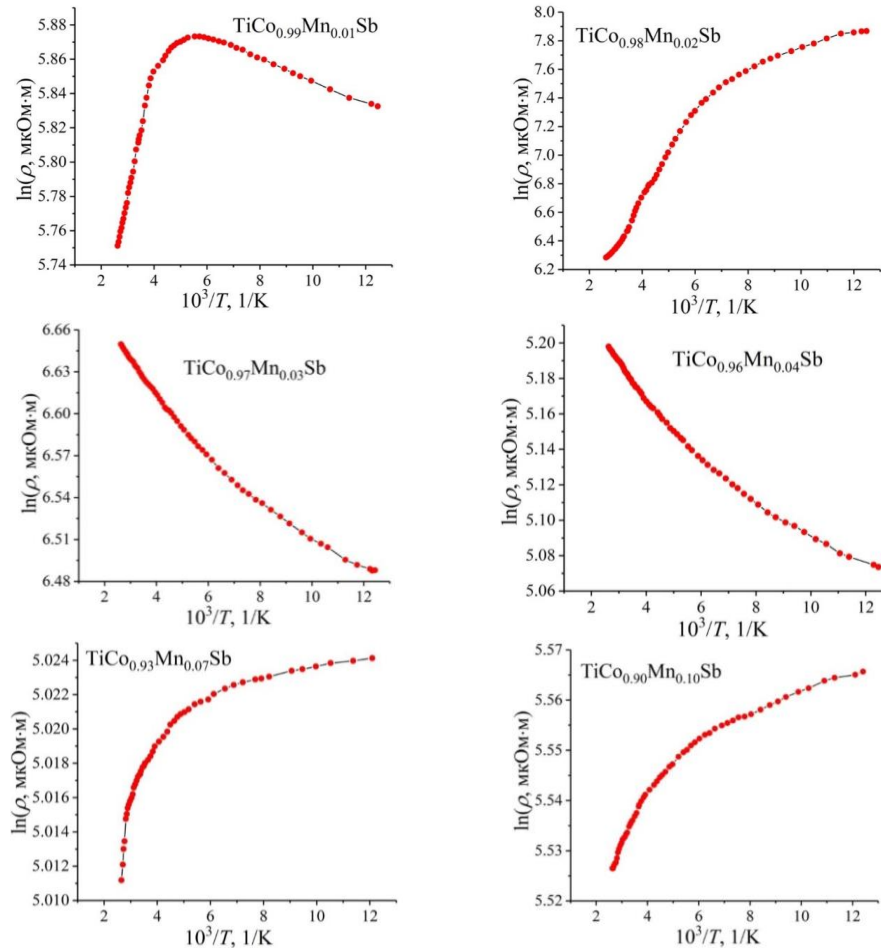 TiCo0.99Mn0.01Sb
ln(ρ, мкОм·м)
5.88
5.86
5.84
5.82
5.80
5.78
5.76
5.74
2 4 6 8 10 12
10³/T, 1/K
TiCo0.98Mn0.02Sb
ln(ρ, мкОм·м)
8.0
7.8
7.6
7.4
7.2
7.0
6.8
6.6
6.4
6.2
2 4 6 8 10 12
10³/T, 1/K
TiCo0.97Mn0.03Sb
ln(ρ, мкОм·м)
6.66
6.63
6.60
6.57
6.54
6.51
6.48
2 4 6 8 10 12
10³/T, 1/K
TiCo0.96Mn0.04Sb
ln(ρ, мкОм·м)
5.20
5.18
5.16
5.14
5.12
5.10
5.08
5.06
2 4 6 8 10 12
10³/T, 1/K
TiCo0.93Mn0.07Sb
ln(ρ, мкОм·м)
5.024
5.022
5.020
5.018
5.016
5.014
5.012
5.010
2 4 6 8 10 12
10³/T, 1/K
TiCo0.90Mn0.10Sb
ln(ρ, мкОм·м)
5.57
5.56
5.55
5.54
5.53
5.52
2 4 6 8 10 12
10³/T, 1/K